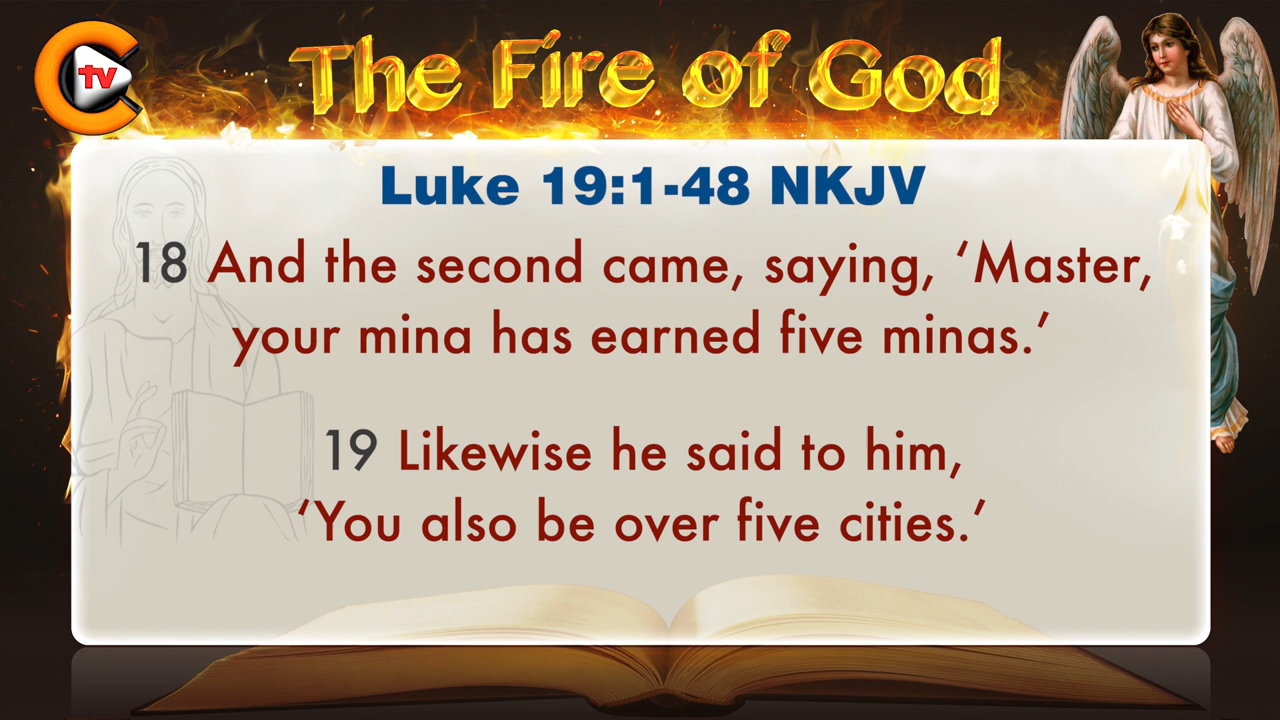 tv
The Fire of God
Luke 19:1-48 NKJV
18 And the second came, saying, ‘Master,
your mina has earned five minas.’
19 Likewise he said to him,
‘You also be over five cities.’